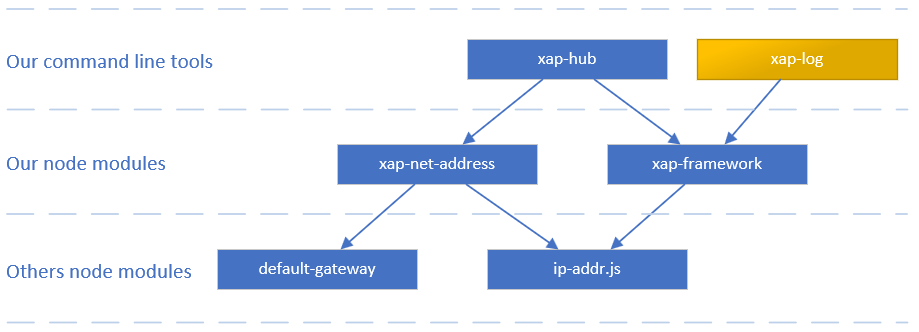 Our command line tools
xap-hub
xap-log
Our node modules
xap-net-address
xap-framework
Others node modules
default-gateway
ip-addr.js